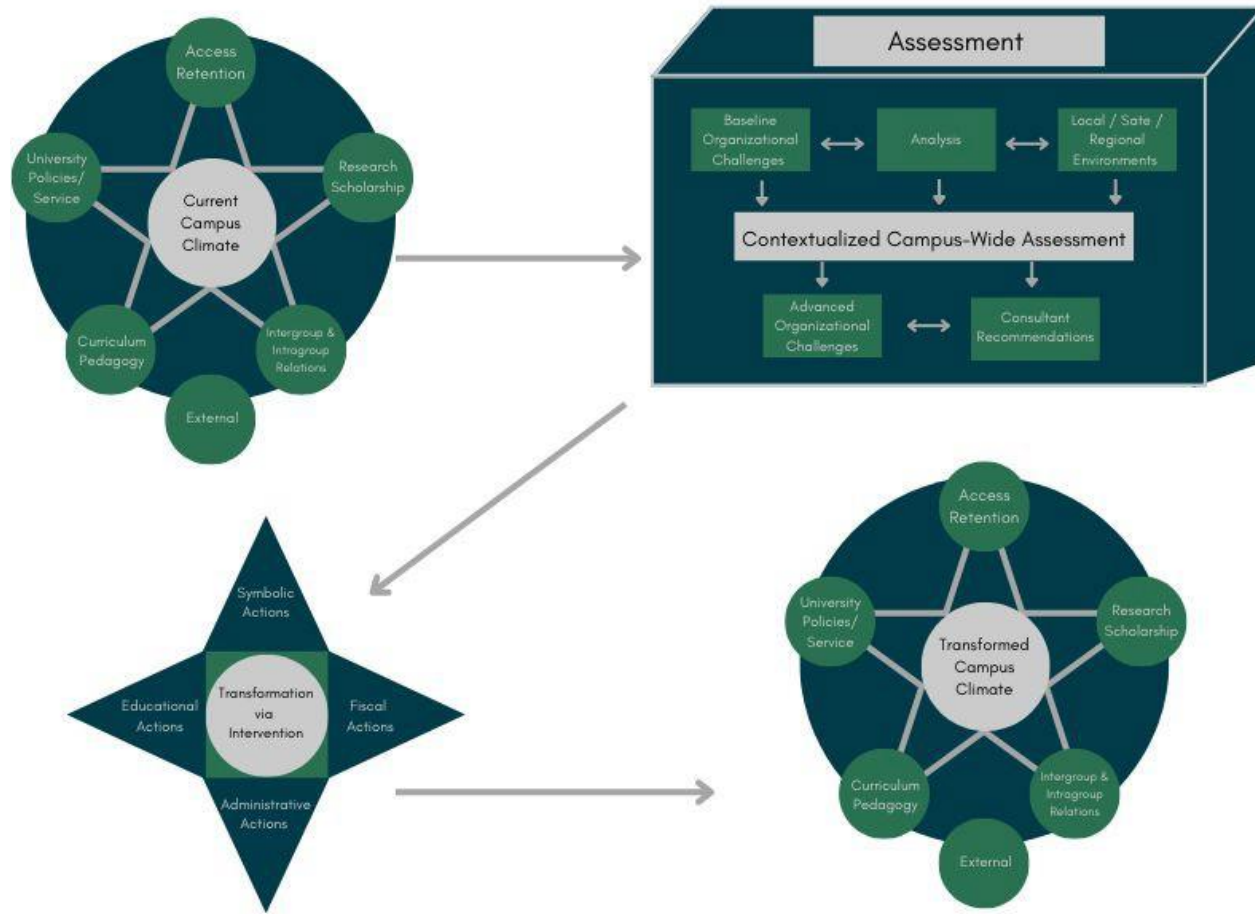 Access
Retention
University
Policies/
Service
Research
Scholarship
Current
Campus
Climate
Curriculum
Pedagogy
Intergroup &
Intragroup
Relations
External
Assessment
Baseline
Organizational
Challenges
Analysis
Local / Sate /
Regional
Environments
Contextualized Campus-Wide Assessment
Advanced
Organizational
Challenges
Consultant
Recommendations
Symbolic
Actions
Educational
Actions
Transformation
via
Intervention
Fiscal
Actions
Administrative
Actions
Access
Retention
University
Policies/
Service
Research
Scholarship
Transformed
Campus
Climate
Curriculum
Pedagogy
Intergroup &
Intragroup
Relations
External